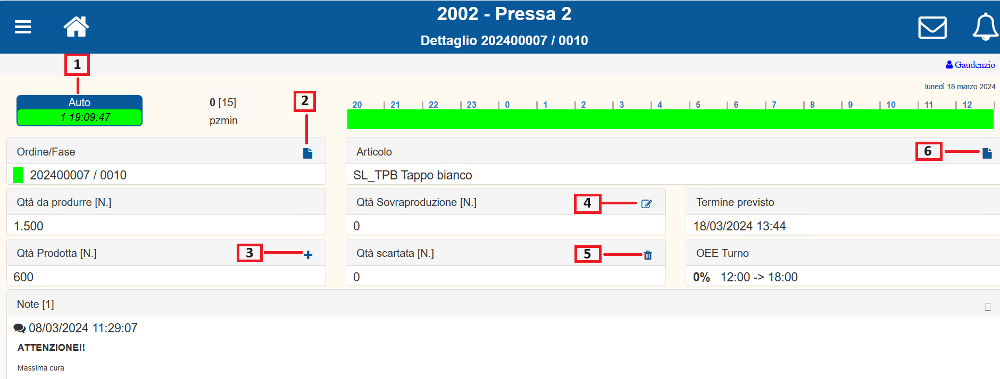 2002 - Pressa 2
Dettaglio 202400007 / 0010
1
Gaudenzio
lunedì 18 marzo 2024
Auto
1 19:09:47
0 [15]
pzmin
2
20 21 22 23 0 1 2 3 4 5 6 7 8 9 10 11 12
Ordine/Fase
202400007 / 0010
Articolo
6
SL_TPB Tappo bianco
Qtà da produrre [N.]
1.500
Qtà Sovraproduzione [N.]
4
0
Termine previsto
18/03/2024 13:44
Qtà Prodotta [N.]
3
600
Qtà scartata [N.]
5
0
OEE Turno
0% 12:00 -> 18:00
Note [1]
08/03/2024 11:29:07
ATTENZIONE!!
Massima cura